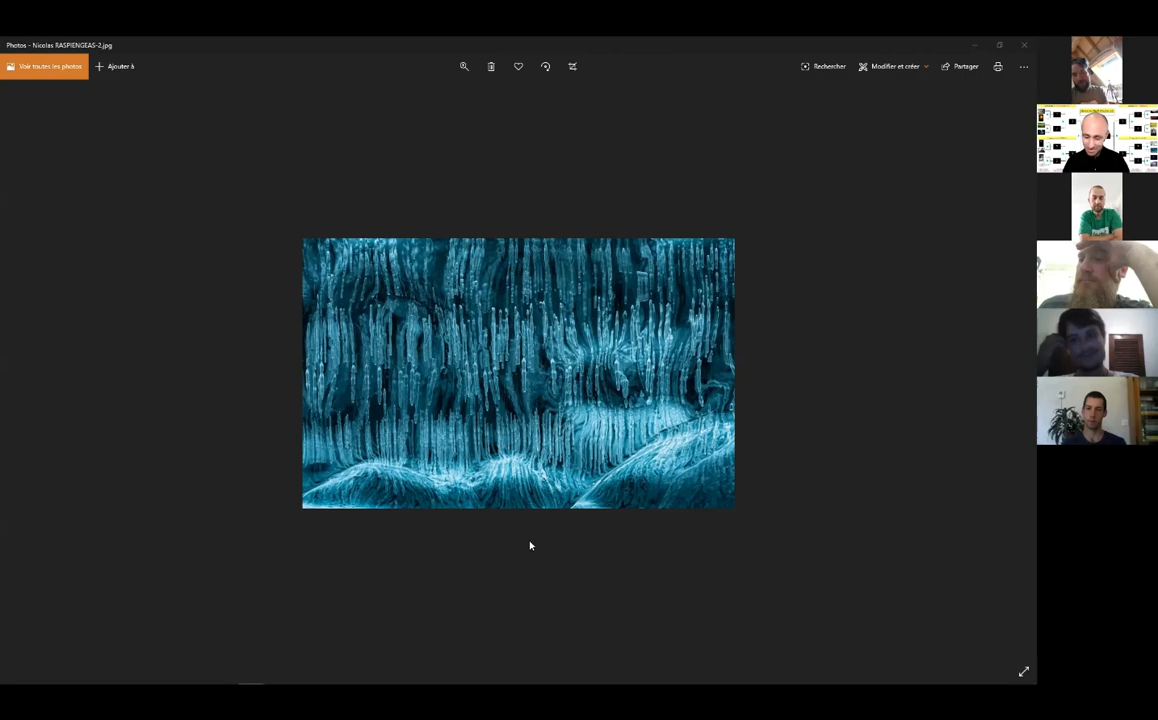 Photos - Nicolas RASPIENGEAS-2.jpg
Voir toutes les photos
Ajouter à
Rechercher
Modifier et créer
Partager